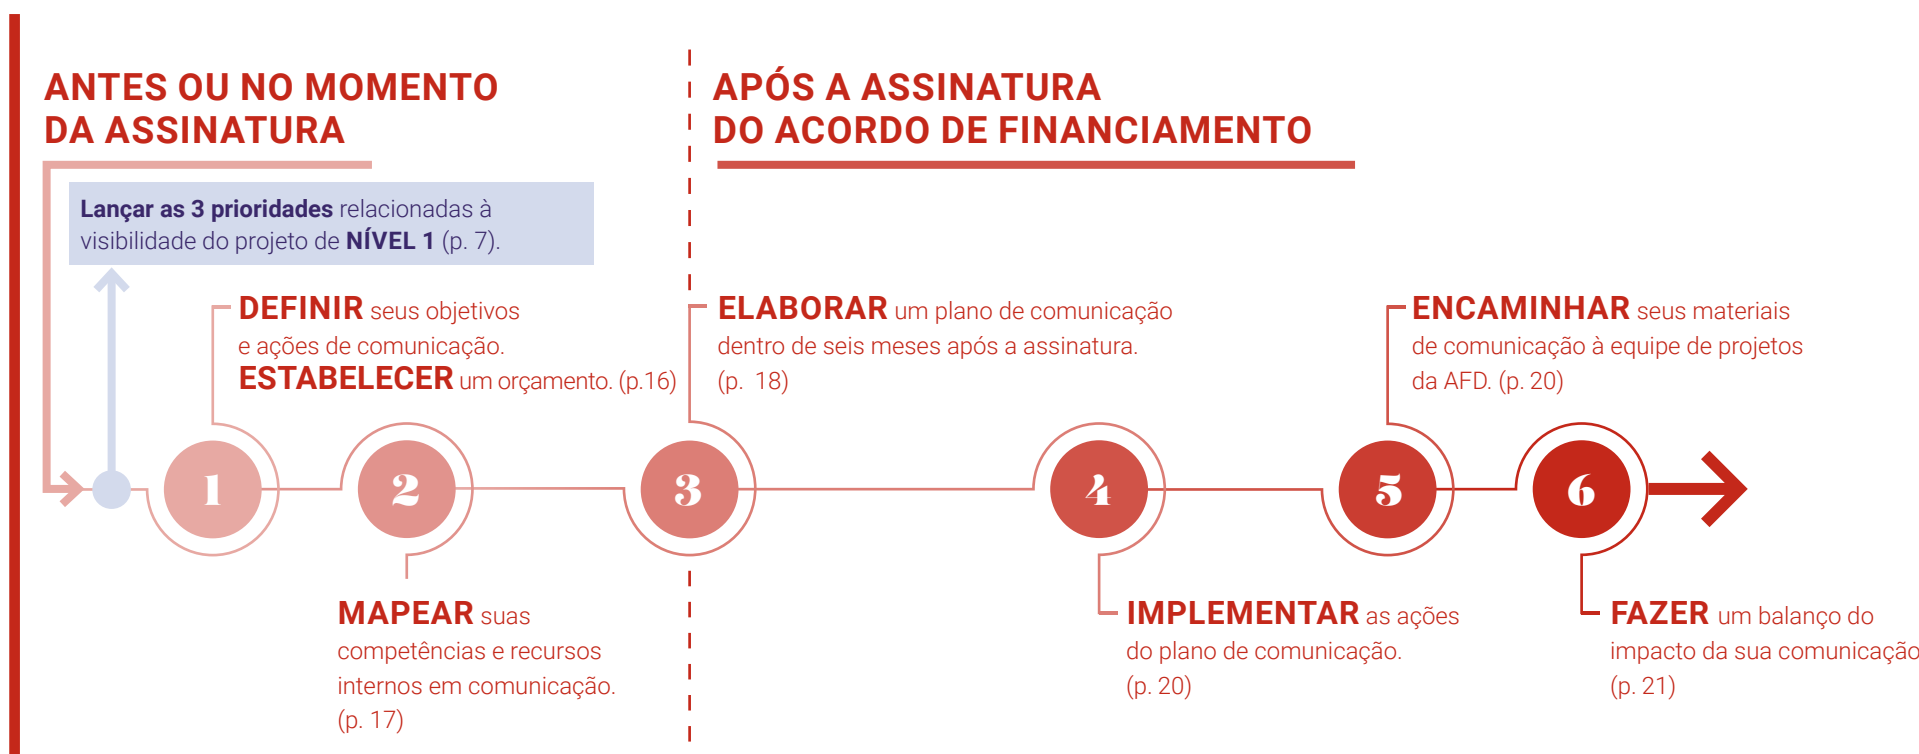 ANTES OU NO MOMENTO
DA ASSINATURA
Lançar as 3 prioridades relacionadas à
visibilidade do projeto de NÍVEL 1 (p. 7).
DEFINIR seus objetivos
e ações de comunicação.
ESTABELECER um orçamento. (p.16)
1
2
MAPEAR suas
competências e recursos
internos em comunicação.
(p. 17)
APÓS A ASSINATURA
DO ACORDO DE FINANCIAMENTO
ELABORAR um plano de comunicação
dentro de seis meses após a assinatura.
(p. 18)
3
4
IMPLEMENTAR as ações
do plano de comunicação.
(p. 20)
ENCAMINHAR seus materiais
de comunicação à equipe de projetos
da AFD. (p. 20)
5
6
FAZER um balanço do
impacto da sua comunicação
(p. 21)